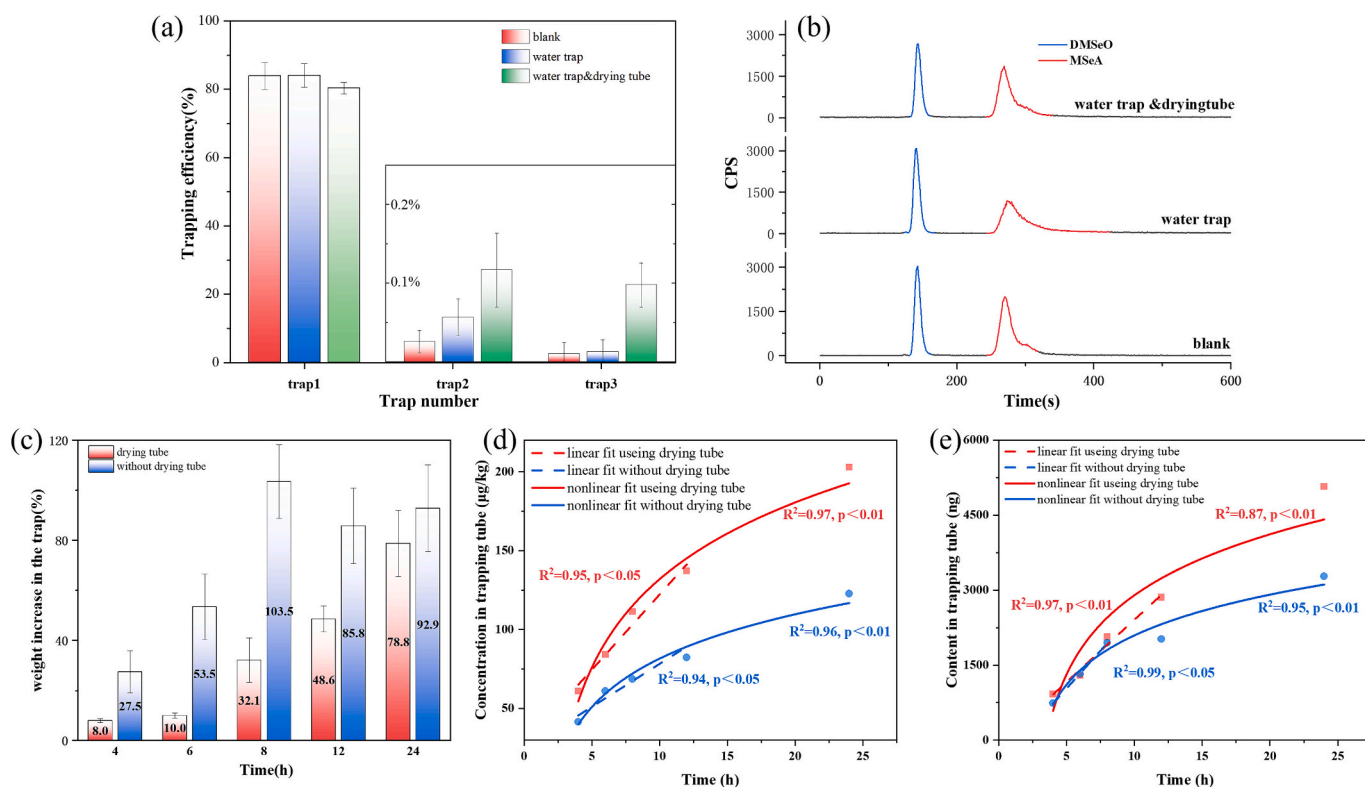 (a)
Trapping efficiency(%)
100
80
60
40
20
0
blank
water trap
water trap&drying tube
0.2%
0.1%
trap1 trap2 trap3
Trap number
(b)
CPS
DMSeO
MSeA
3000
1500
0
water trap &dryingtube
3000
1500
0
water trap
3000
1500
0
blank
0 200 400 600
Time(s)
(c)
weight increase in the trap(%)
120
80
40
0
drying tube
without drying tube
8.0 27.5 10.0 53.5 32.1 103.5 48.6 85.8 78.8 92.9
4 6 8 12 24
Time(h)
(d)
Concentration in trapping tube (μg/kg)
200
150
100
50
linear fit useing drying tube
linear fit without drying tube
nonlinear fit useing drying tube
nonlinear fit without drying tube
R²=0.97, p<0.01
R²=0.95, p<0.05
R²=0.96, p<0.01
R²=0.94, p<0.05
0 5 10 15 20 25
Time (h)
(e)
Content in trapping tube (ng)
6000
4500
3000
1500
0
linear fit useing drying tube
linear fit without drying tube
nonlinear fit useing drying tube
nonlinear fit without drying tube
R²=0.87, p<0.01
R²=0.97, p<0.01
R²=0.95, p<0.01
R²=0.99, p<0.05
0 5 10 15 20 25
Time (h)